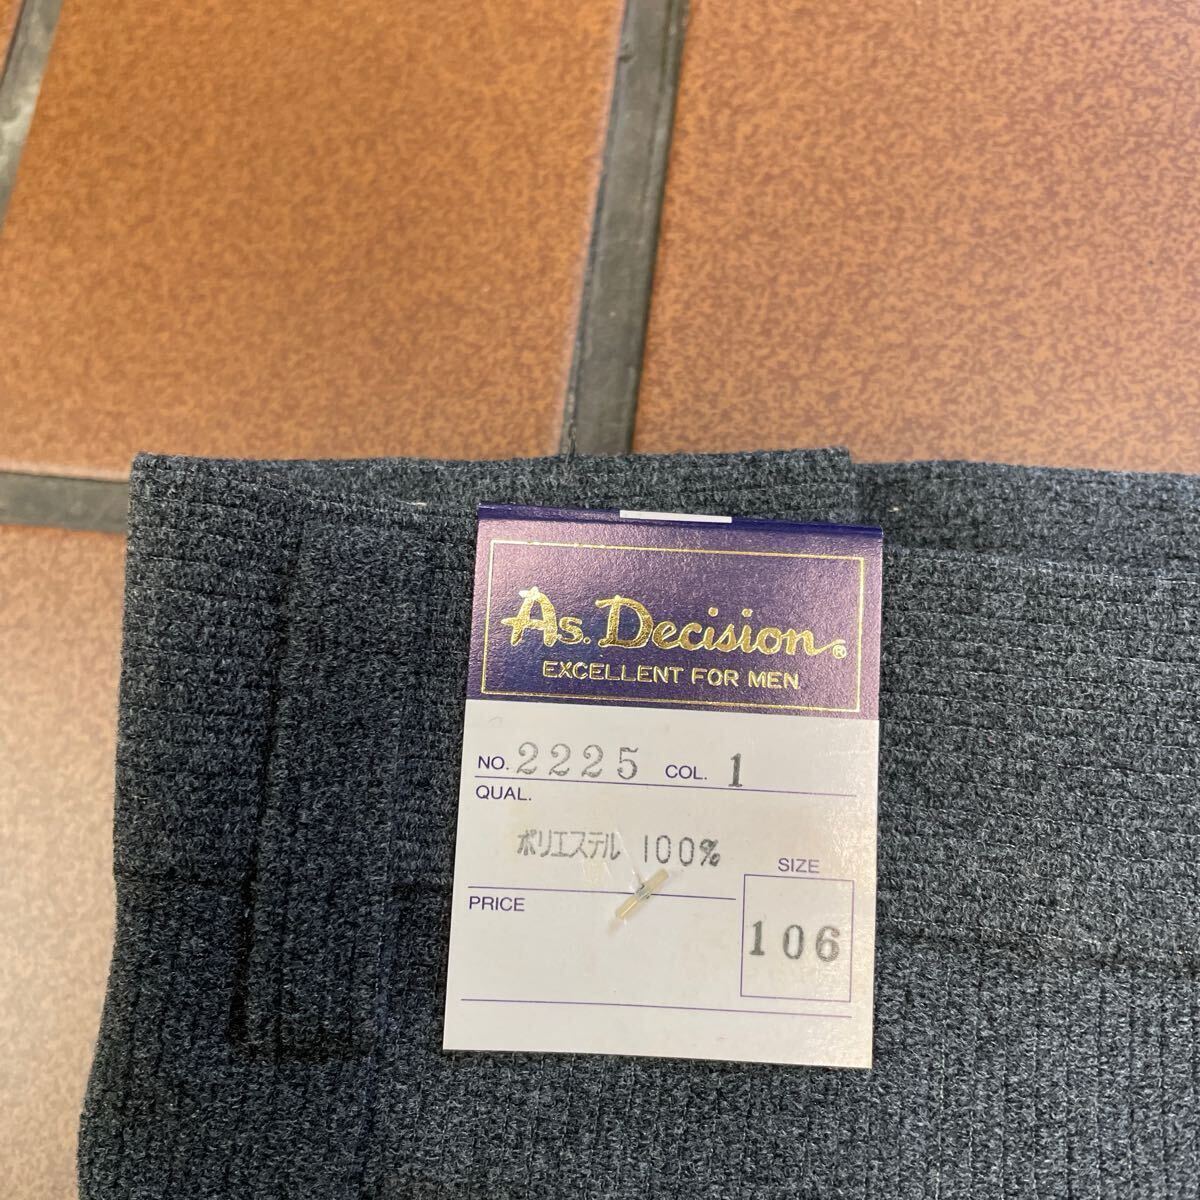 As. Decision®
EXCELLENT FOR MEN
NO. 2225 COL. 1
QUAL.
ポリエステル 100%
SIZE
PRICE
106